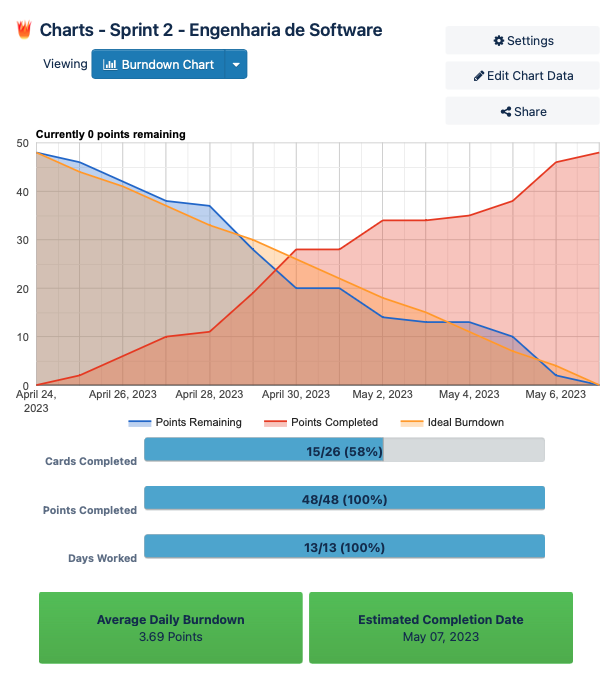 Charts - Sprint 2 - Engenharia de Software
Viewing Burndown Chart
Settings
Edit Chart Data
Share
Currently 0 points remaining
50
40
30
20
10
0
April 24, 2023
April 26, 2023
April 28, 2023
April 30, 2023
May 2, 2023
May 4, 2023
May 6, 2023
Points Remaining
Points Completed
Ideal Burndown
Cards Completed
15/26 (58%)
Points Completed
48/48 (100%)
Days Worked
13/13 (100%)
Average Daily Burndown
3.69 Points
Estimated Completion Date
May 07, 2023